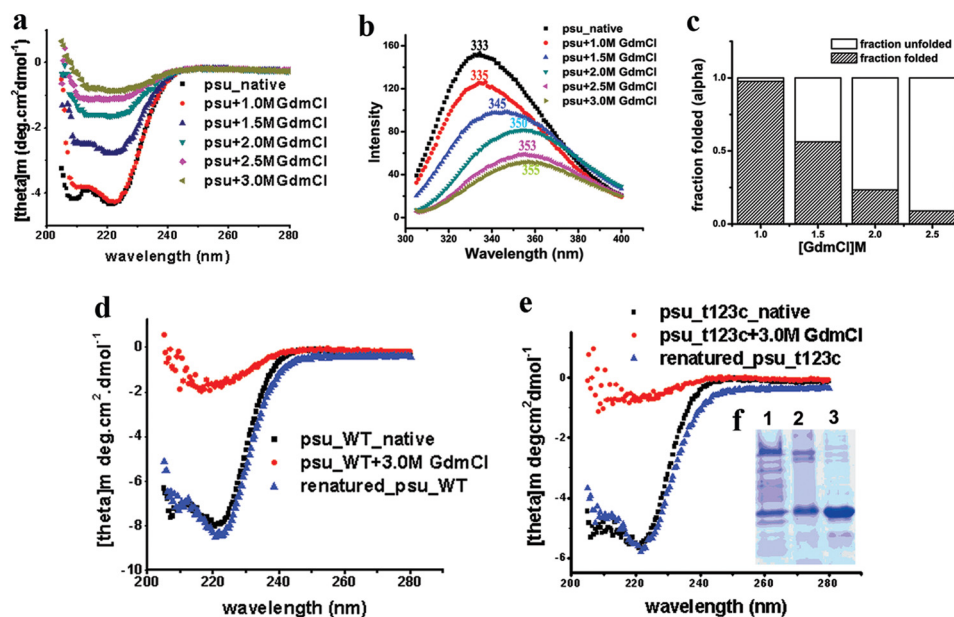 a
[theta]m (deg.cm²dmol⁻¹)
0
-2
-4
psu_native
psu+1.0MGdmCl
psu+1.5MGdmCl
psu+2.0MGdmCl
psu+2.5MGdmCl
psu+3.0MGdmCl
200 220 240 260 280
wavelength (nm)
b
Intensity
160
120
80
40
0
333
335
345
350
353
355
psu_native
psu+1.0M GdmCl
psu+1.5M GdmCl
psu+2.0M GdmCl
psu+2.5M GdmCl
psu+3.0M GdmCl
300 320 340 360 380 400
Wavelength (nm)
c
fraction unfolded
fraction folded
fraction folded (alpha)
1.0
0.5
0.0
1.0 1.5 2.0 2.5
[GdmCl]M
d
[theta]m deg.cm².dmol⁻¹
0
-2
-4
-6
-8
-10
psu_WT_native
psu_WT+3.0M GdmCl
renatured_psu_WT
200 220 240 260 280
wavelength (nm)
e
psu_t123c_native
psu_t123c+3.0M GdmCl
renatured_psu_t123c
[theta]m degcm²dmol⁻¹
0
-2
-4
-6
200 220 240 260 280
wavelength (nm)
f
1 2 3